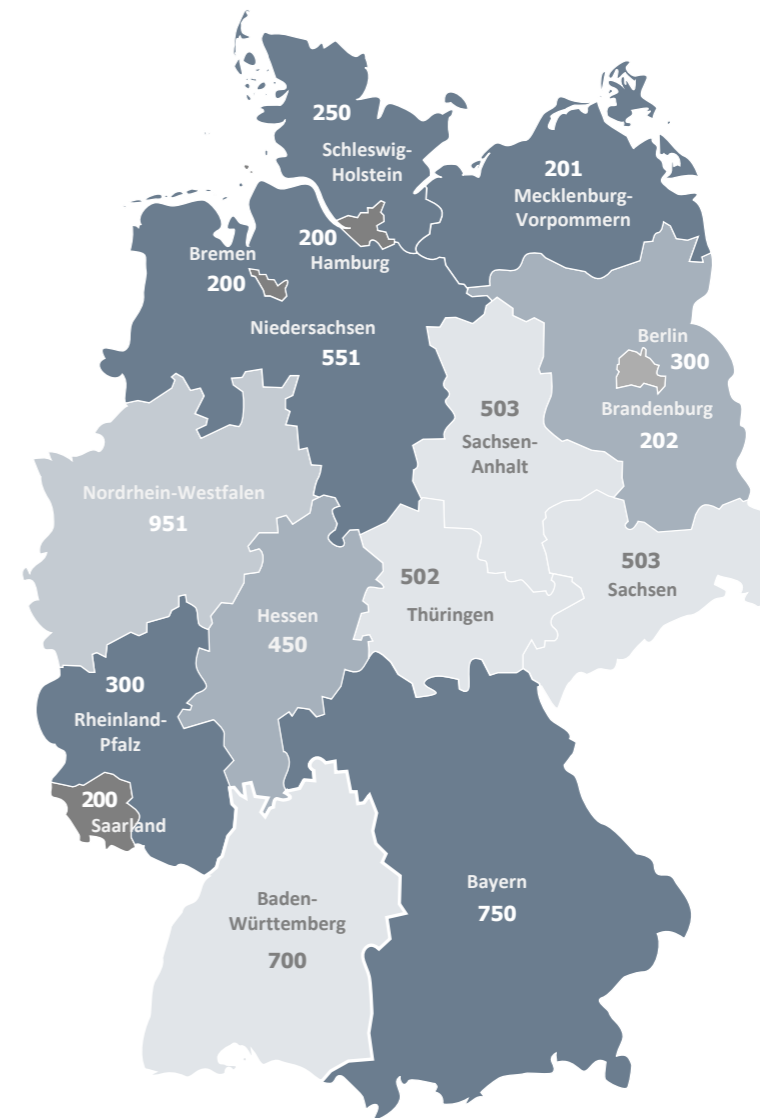 250
Schleswig-
Holstein
201
Mecklenburg-
Vorpommern
200
Hamburg
Bremen
200
Niedersachsen
551
Berlin
300
Brandenburg
202
503
Sachsen-
Anhalt
Nordrhein-Westfalen
951
503
Sachsen
502
Thüringen
Hessen
450
300
Rheinland-
Pfalz
200
Saarland
Baden-
Württemberg
700
Bayern
750